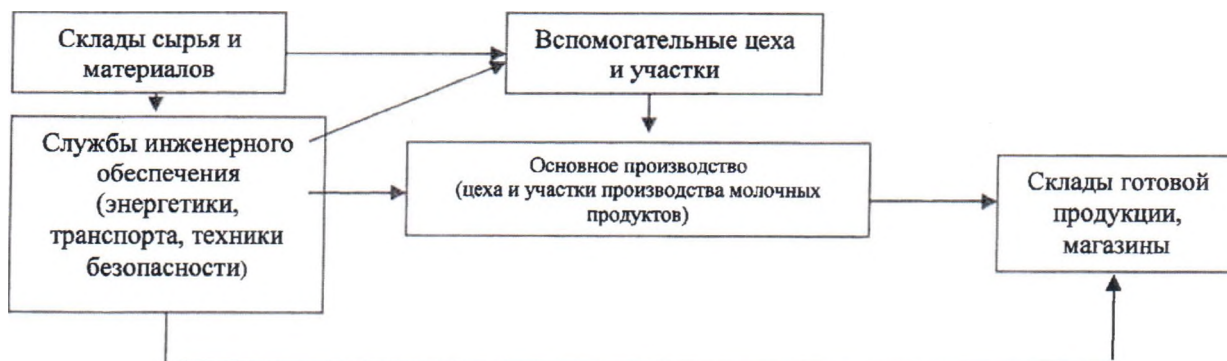 Склады сырья и
материалов
Вспомогательные цеха
и участки
Службы инженерного
обеспечения
(энергетики,
транспорта, техники
безопасности)
Основное производство
(цеха и участки производства молочных
продуктов)
Склады готовой
продукции,
магазины